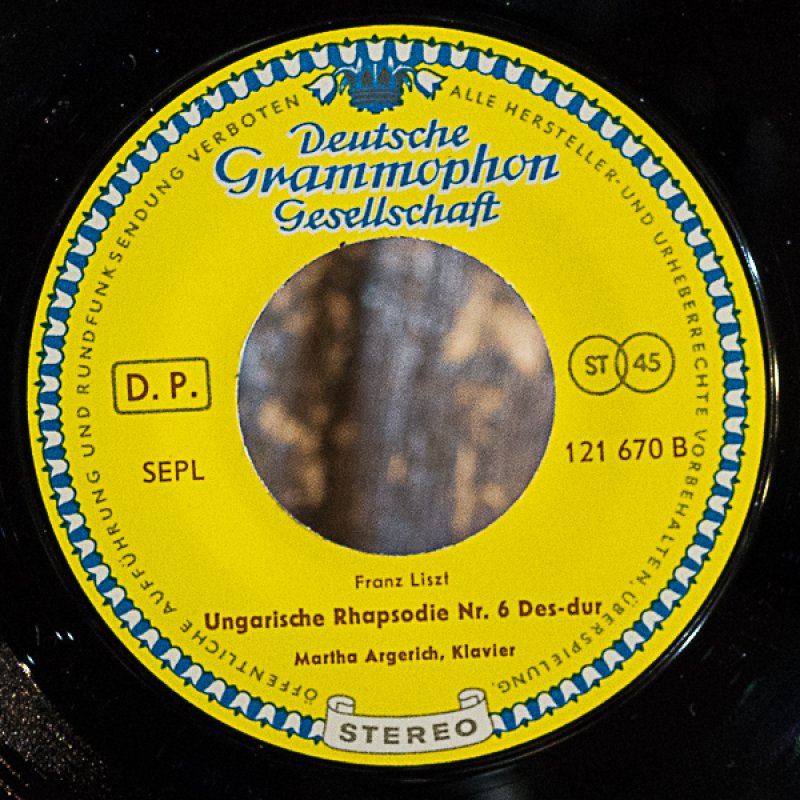 Deutsche
Grammophon
Gesellschaft
ALLE HERSTELLER- UND URHEBERRECHTE VORBEHALTEN, ÜBERSPIELUNG, ÖFFENTLICHE AUFFÜHRUNG UND RUNDFUNKSENDUNG VERBOTEN
D. P.
ST 45
SEPL
121 670 B
Franz Liszt
Ungarische Rhapsodie Nr. 6 Des-dur
Martha Argerich, Klavier
STEREO